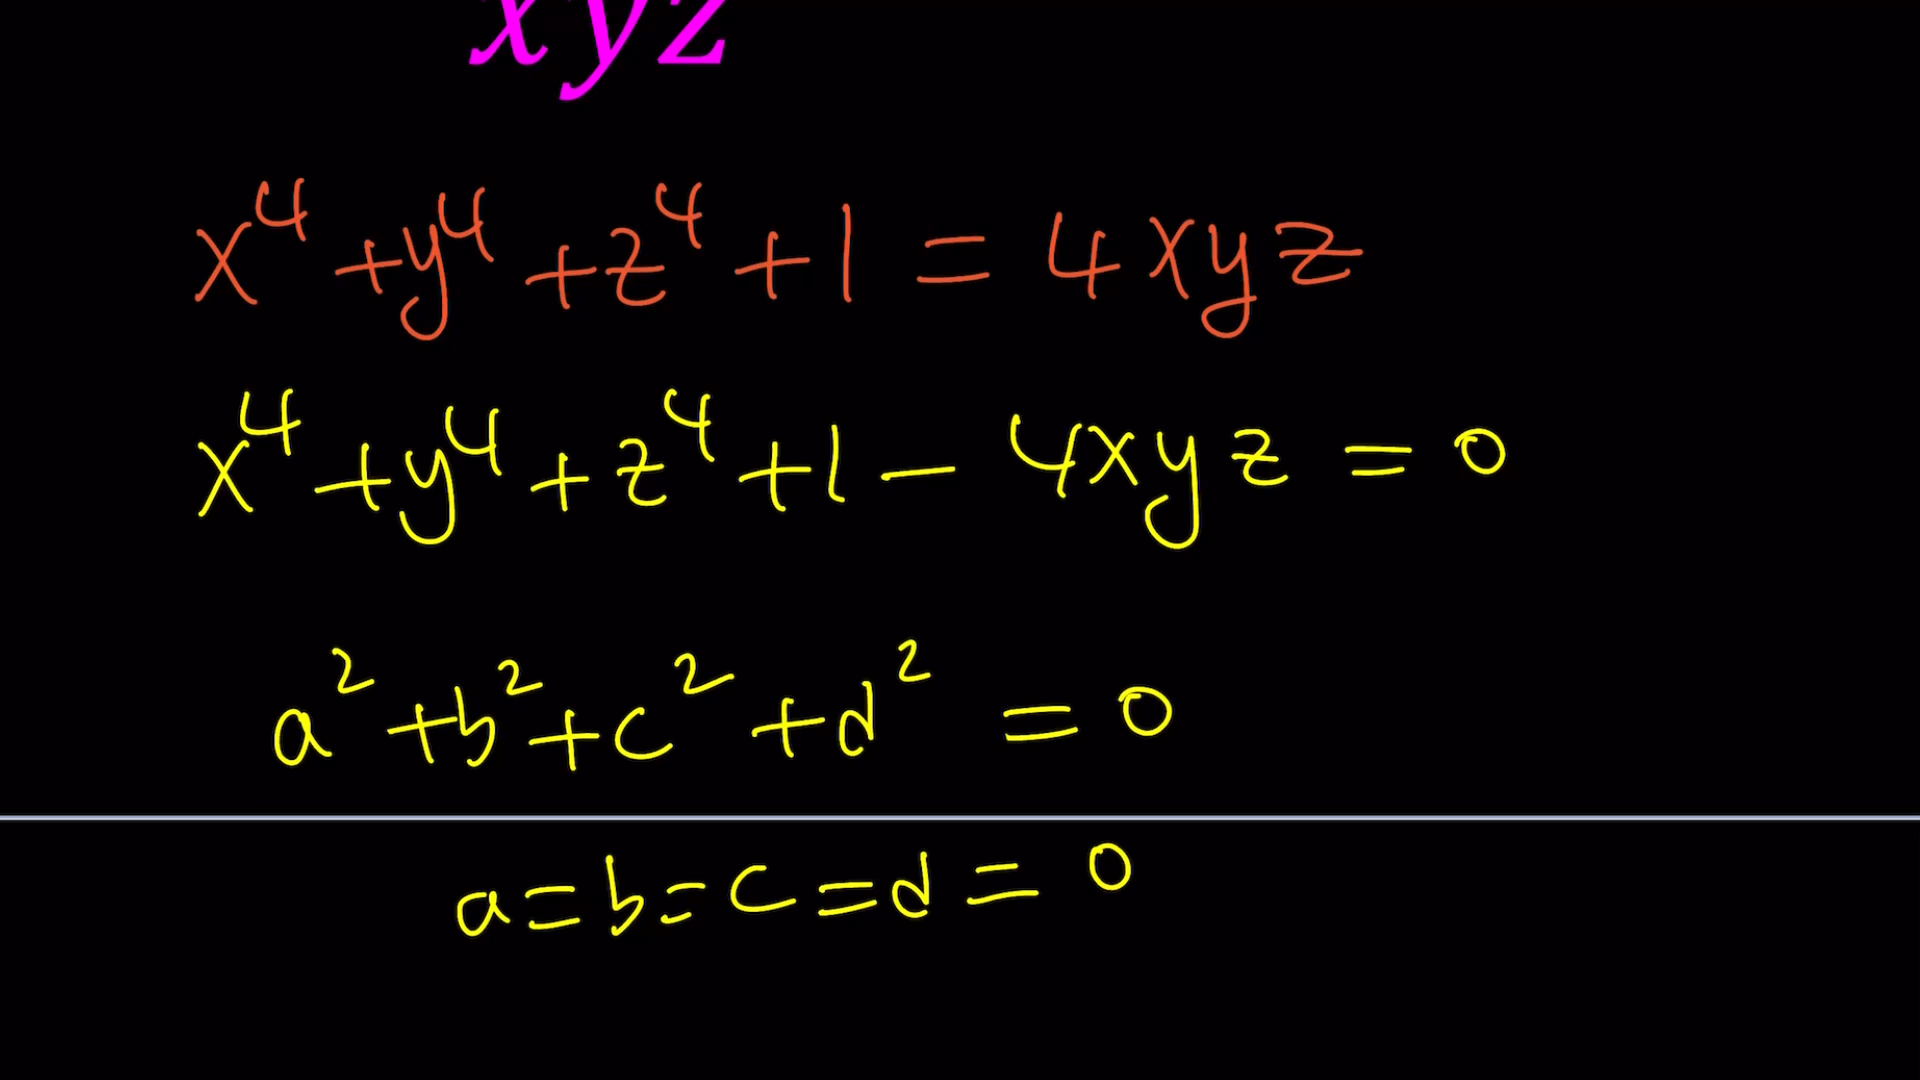 xyz
x⁴+y⁴+z⁴+1=4xyz
x⁴+y⁴+z⁴+1-4xyz=0
a²+b²+c²+d²=0
a=b=c=d=0